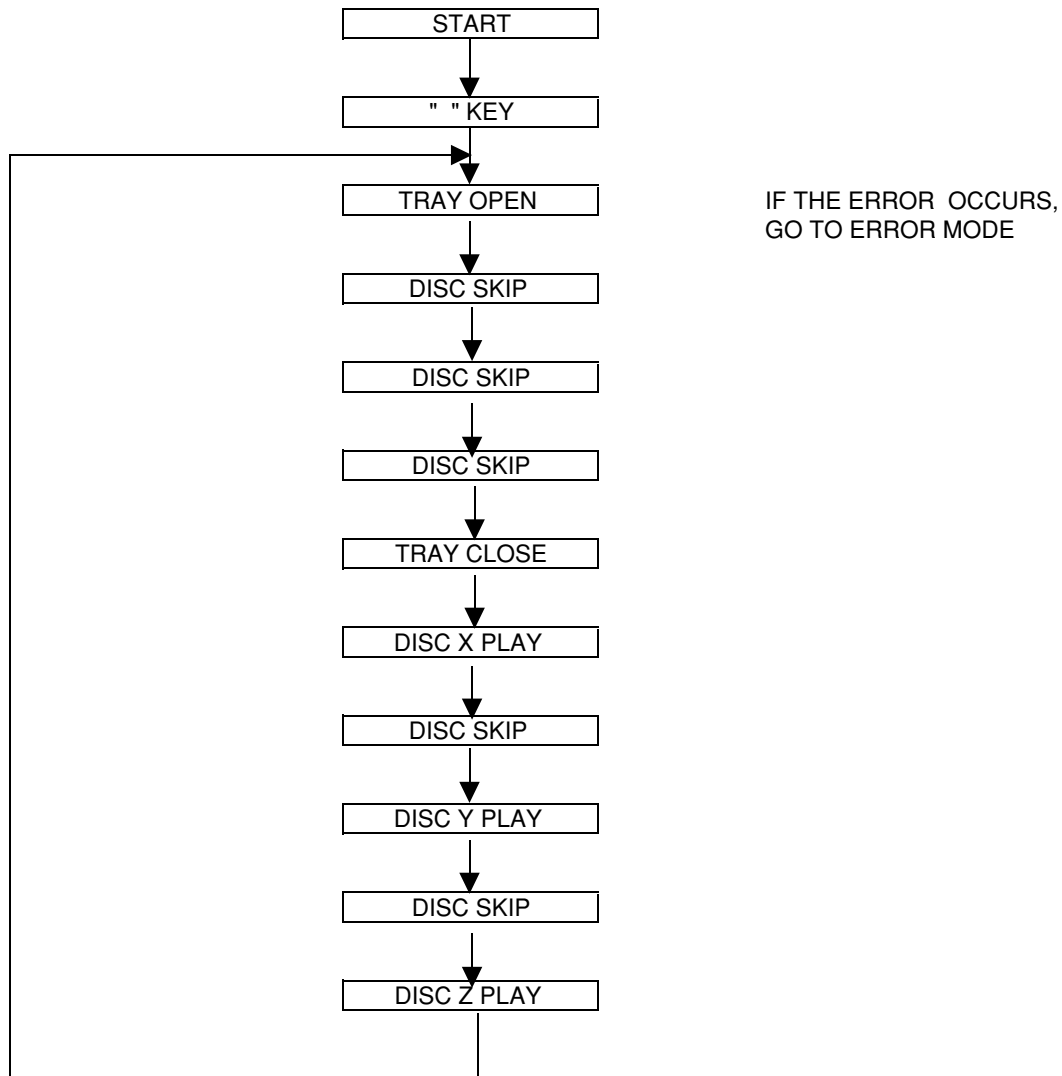 START
" " KEY
TRAY OPEN
IF THE ERROR OCCURS,
GO TO ERROR MODE
DISC SKIP
DISC SKIP
DISC SKIP
TRAY CLOSE
DISC X PLAY
DISC SKIP
DISC Y PLAY
DISC SKIP
DISC Z PLAY